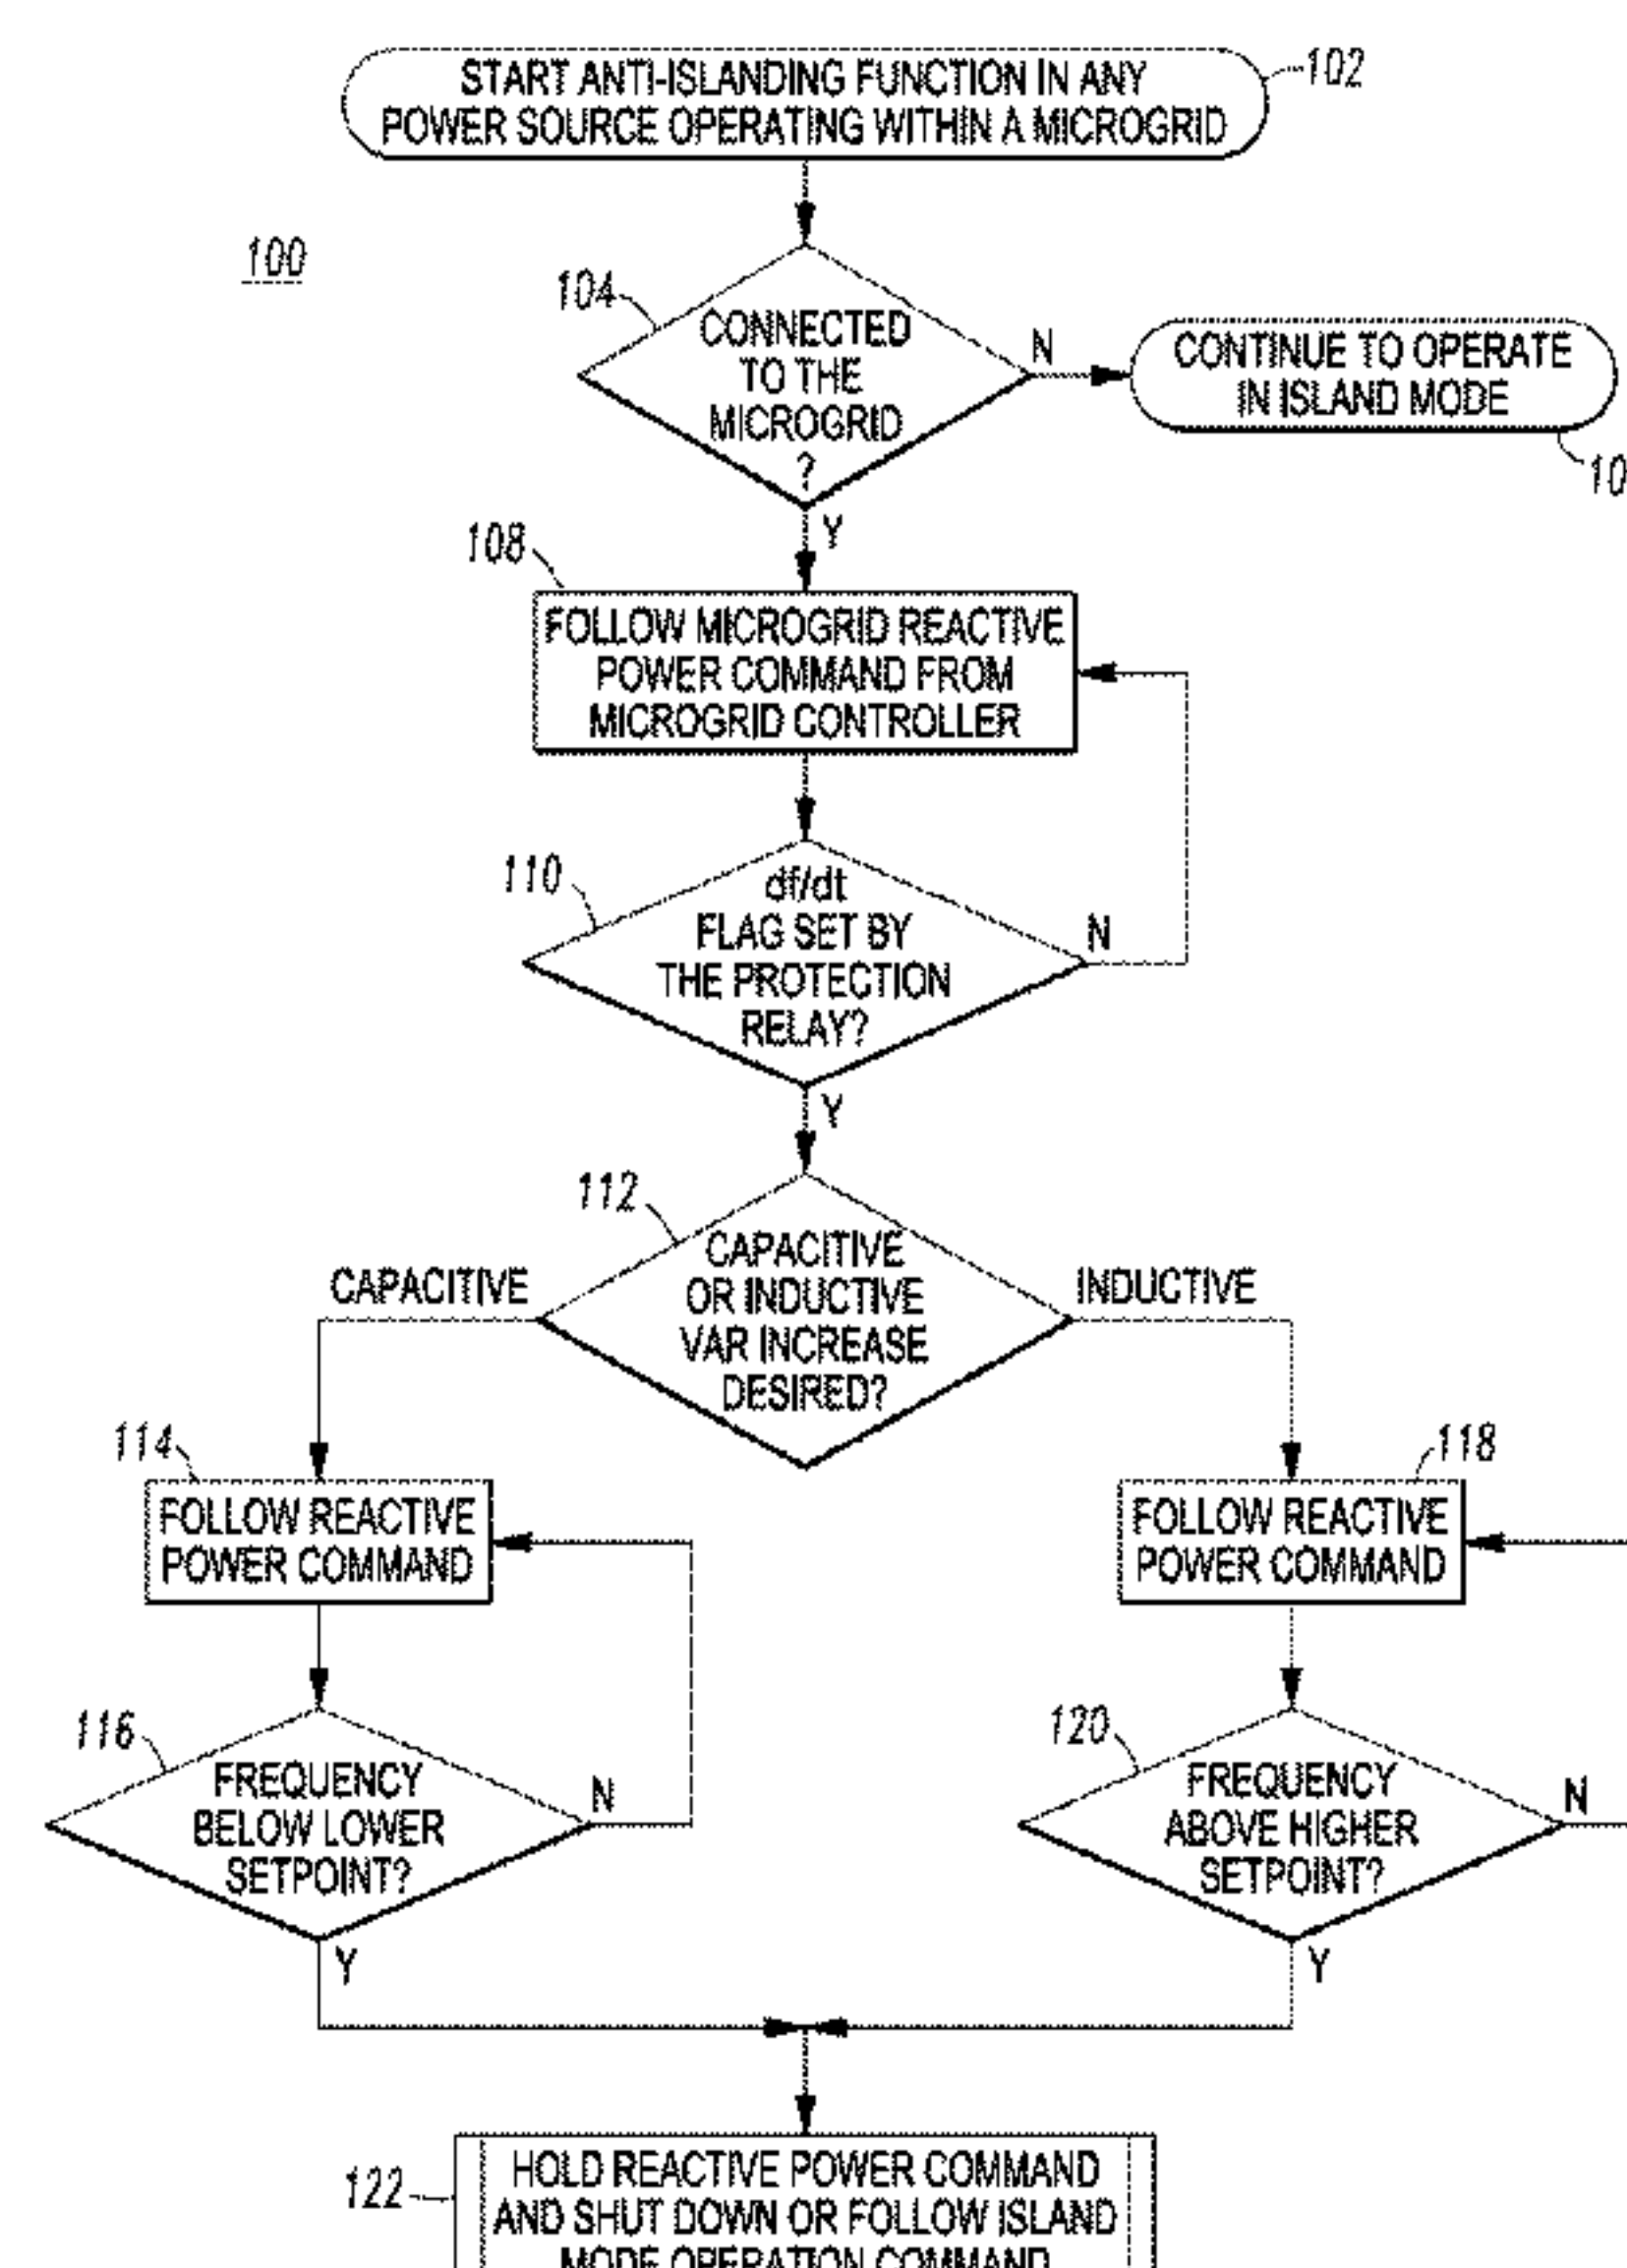 START ANTI-ISLANDING FUNCTION IN ANY
POWER SOURCE OPERATING WITHIN A MICROGRID
102
100
104
CONNECTED
TO THE
MICROGRID
?
N
Y
CONTINUE TO OPERATE
IN ISLAND MODE
10
108
FOLLOW MICROGRID REACTIVE
POWER COMMAND FROM
MICROGRID CONTROLLER
110
df/dt
FLAG SET BY
THE PROTECTION
RELAY?
N
Y
112
CAPACITIVE
OR INDUCTIVE
VAR INCREASE
DESIRED?
CAPACITIVE
INDUCTIVE
114
FOLLOW REACTIVE
POWER COMMAND
118
FOLLOW REACTIVE
POWER COMMAND
116
FREQUENCY
BELOW LOWER
SETPOINT?
N
Y
120
FREQUENCY
ABOVE HIGHER
SETPOINT?
N
Y
122
HOLD REACTIVE POWER COMMAND
AND SHUT DOWN OR FOLLOW ISLAND
MODE OPERATION COMMAND